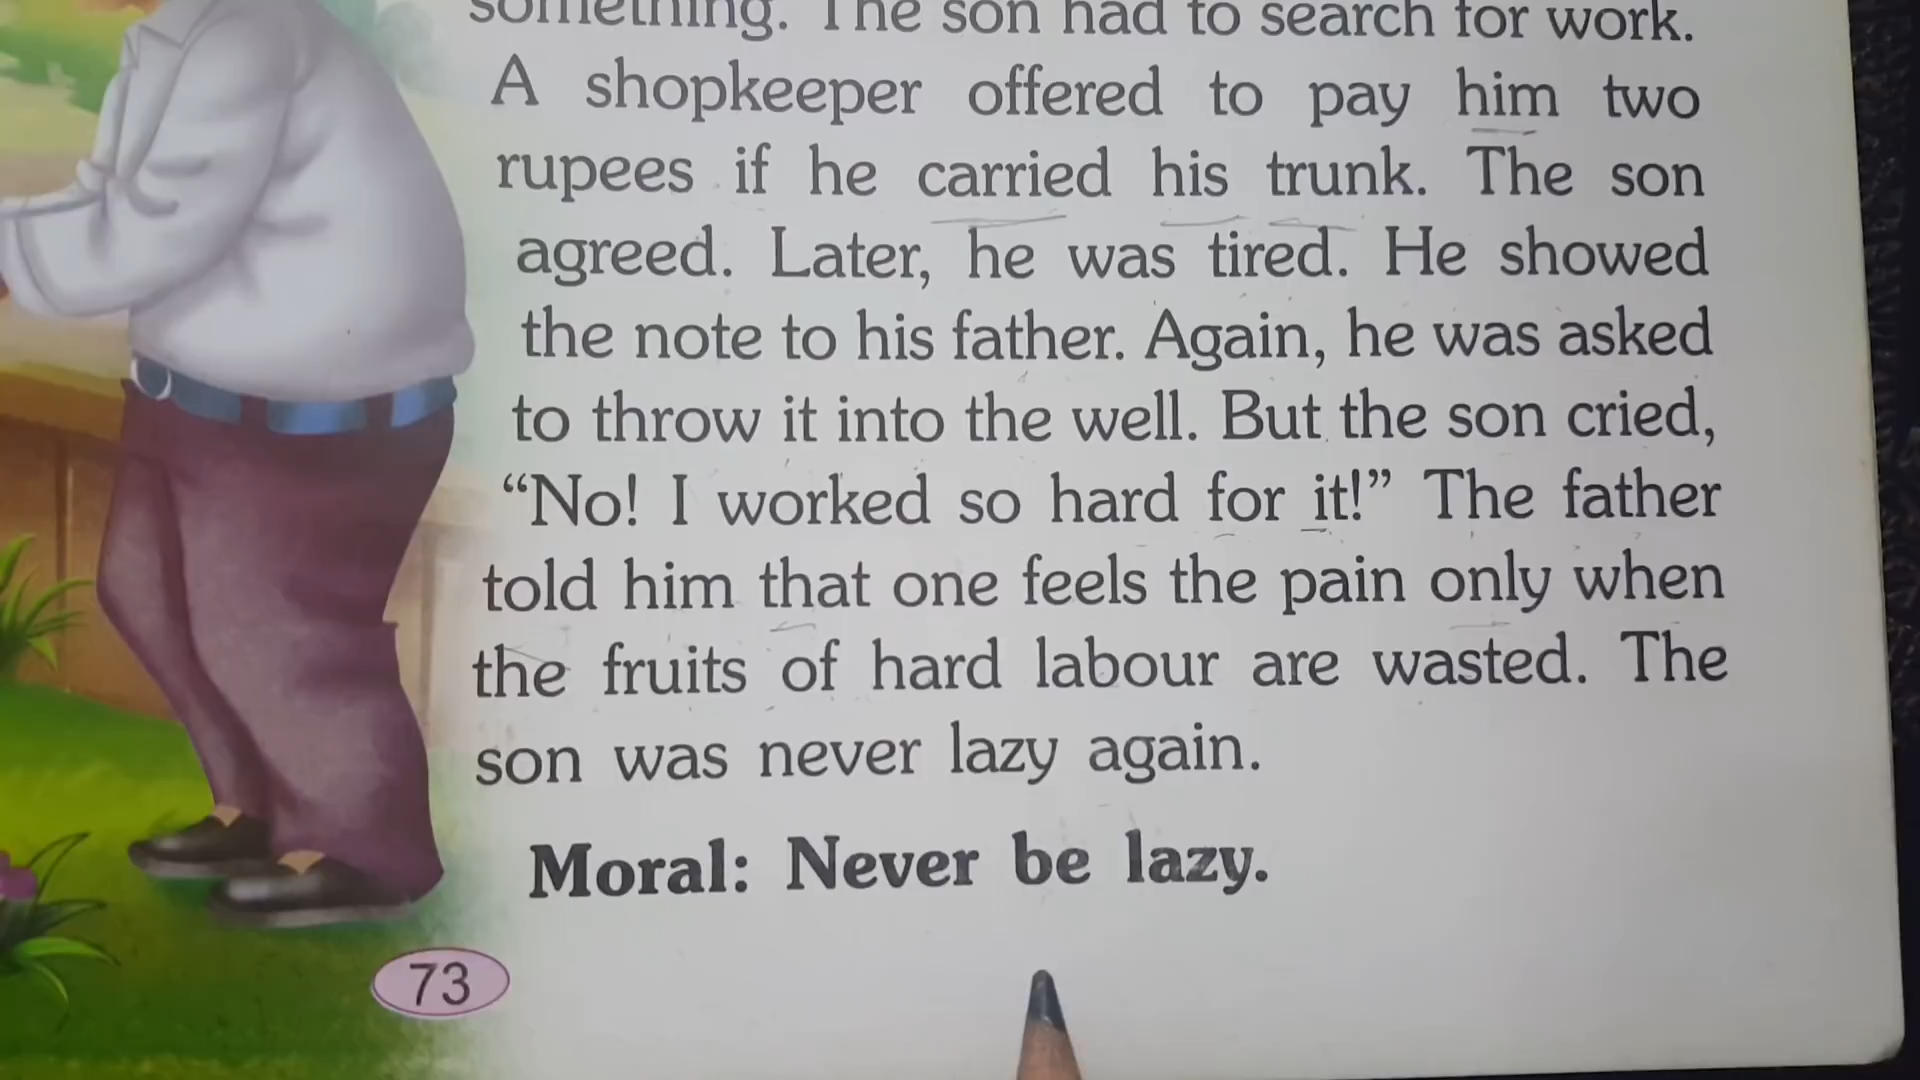 something. The son had to search for work.
A shopkeeper offered to pay him two
rupees if he carried his trunk. The son
agreed. Later, he was tired. He showed
the note to his father. Again, he was asked
to throw it into the well. But the son cried,
“No! I worked so hard for it!” The father
told him that one feels the pain only when
the fruits of hard labour are wasted. The
son was never lazy again.
Moral: Never be lazy.
73